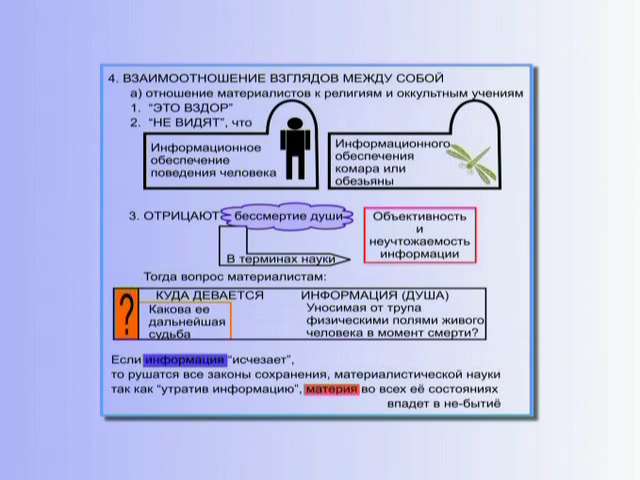 4. ВЗАИМООТНОШЕНИЕ ВЗГЛЯДОВ МЕЖДУ СОБОЙ
а) отношение материалистов к религиям и оккультным учениям
1. "ЭТО ВЗДОР"
2. "НЕ ВИДЯТ", что
Информационное
обеспечение
поведения человека
Информационного
обеспечения
комара или
обезьяны
3. ОТРИЦАЮТ бессмертие души
В терминах науки
Объективность
и
неучтожаемость
информации
Тогда вопрос материалистам:
?
КУДА ДЕВАЕТСЯ
Какова ее
дальнейшая
судьба
ИНФОРМАЦИЯ (ДУША)
Уносимая от трупа
физическими полями живого
человека в момент смерти?
Если информация "исчезает",
то рушатся все законы сохранения, материалистической науки
так как "утратив информацию", материя во всех её состояниях
впадет в не-бытиё